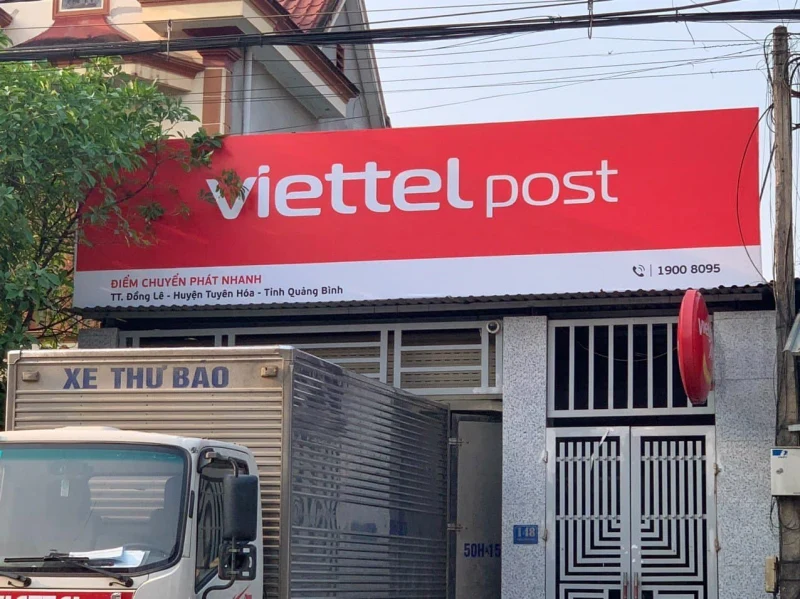 viettel post
ĐIỂM CHUYỂN PHÁT NHANH
TT. Đồng Lê - Huyện Tuyên Hóa - Tỉnh Quảng Bình
1900 8095
XE THƯ BÁO
148
50H-15
VIETTEL